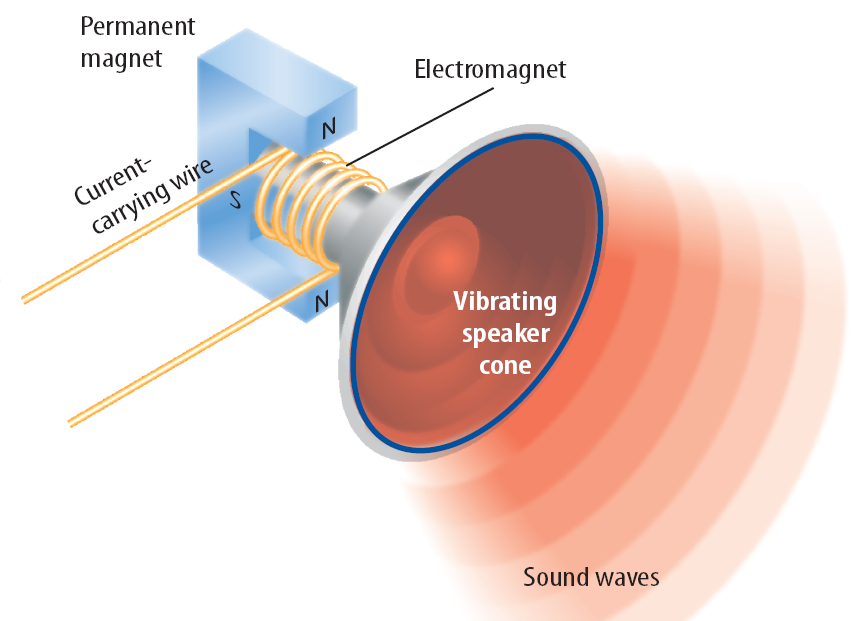 Permanent
magnet
Electromagnet
N
Current-
carrying wire
S
N
Vibrating
speaker
cone
Sound waves